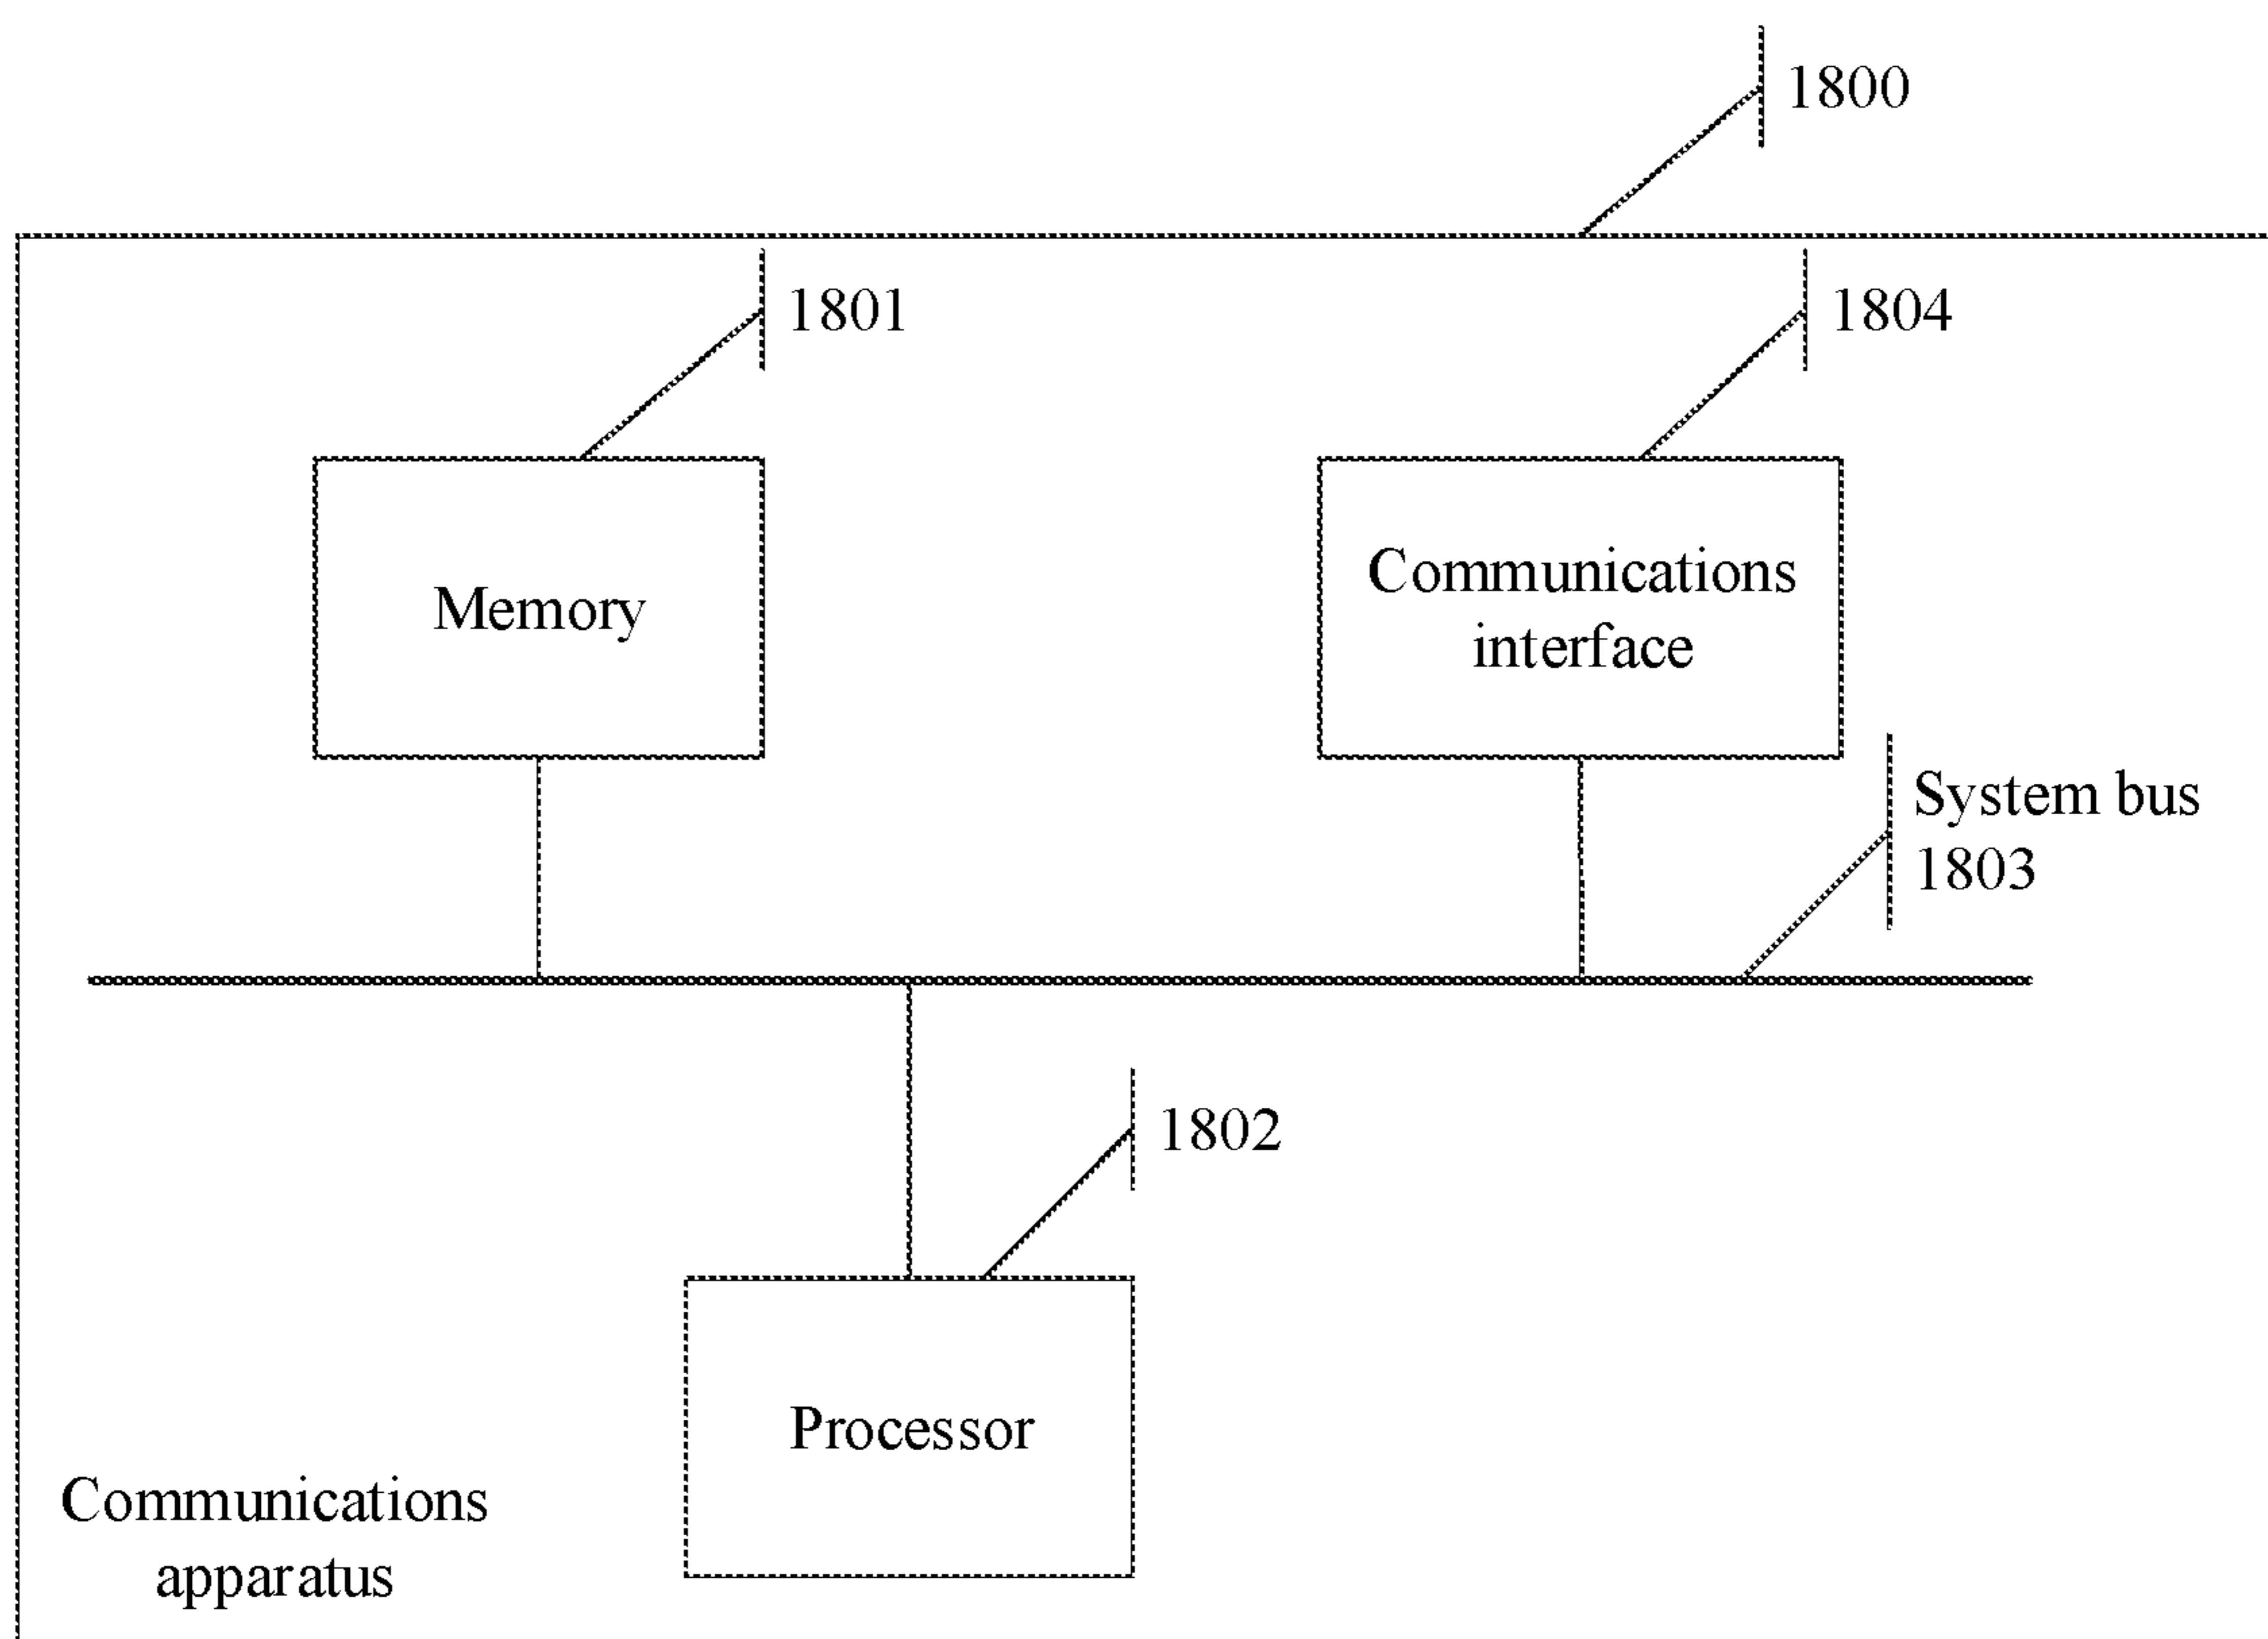 1800
1801
1804
Memory
Communications
interface
System bus
1803
1802
Processor
Communications
apparatus